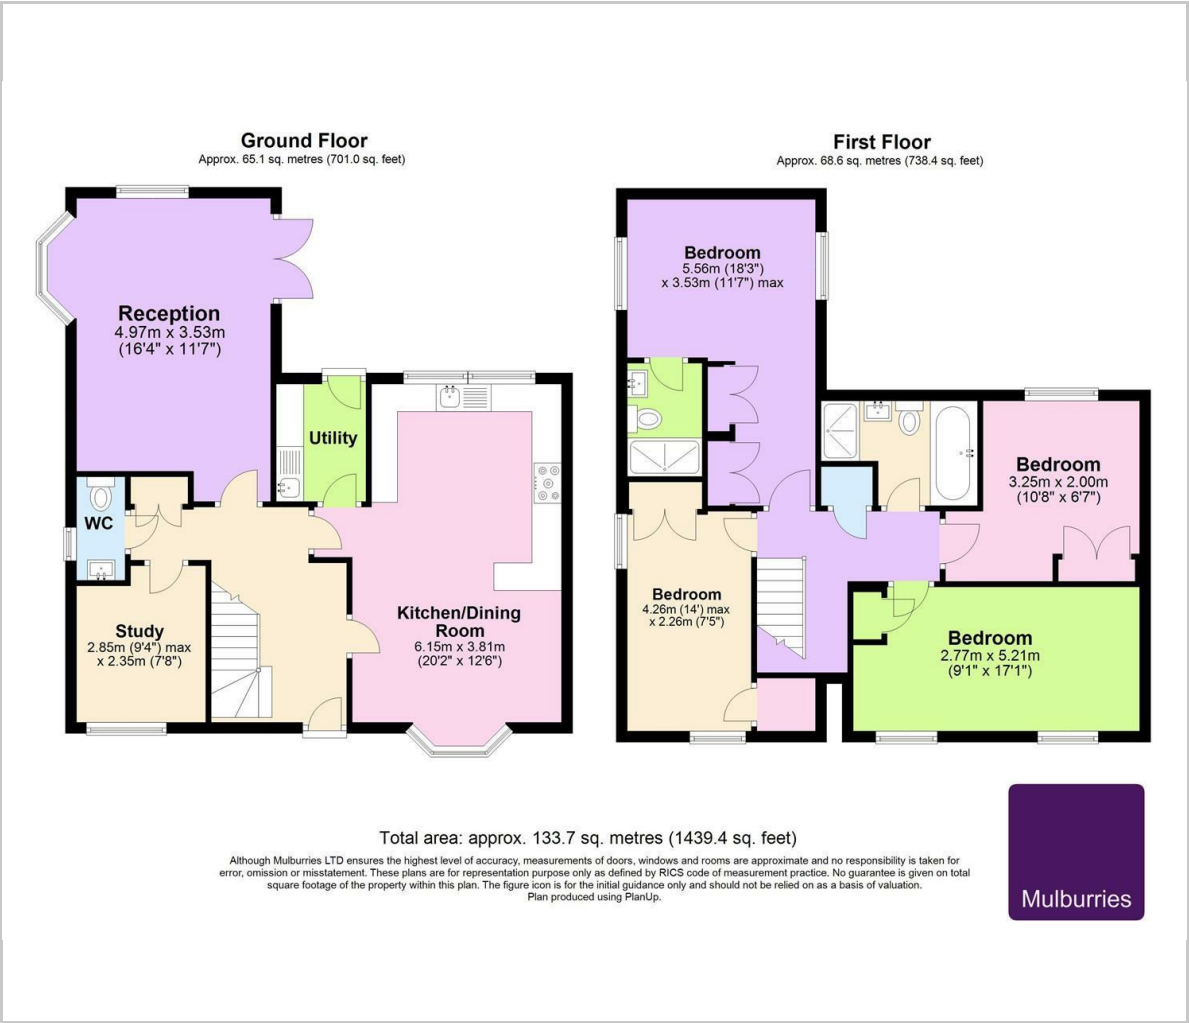 Ground Floor
Approx. 65.1 sq. metres (701.0 sq. feet)
Reception
4.97m x 3.53m
(16'4" x 11'7")
Utility
WC
Study
2.85m (9'4") max
x 2.35m (7'8")
Kitchen/Dining
Room
6.15m x 3.81m
(20'2" x 12'6")
First Floor
Approx. 68.6 sq. metres (738.4 sq. feet)
Bedroom
5.56m (18'3")
x 3.53m (11'7") max
Bedroom
3.25m x 2.00m
(10'8" x 6'7")
Bedroom
4.26m (14') max
x 2.26m (7'5")
Bedroom
2.77m x 5.21m
(9'1" x 17'1")
Total area: approx. 133.7 sq. metres (1439.4 sq. feet)
Although Mulburries LTD ensures the highest level of accuracy, measurements of doors, windows and rooms are approximate and no responsibility is taken for
error, omission or misstatement. These plans are for representation purpose only as defined by RICS code of measurement practice. No guarantee is given on total
square footage of the property within this plan. The figure icon is for the initial guidance only and should not be relied on as a basis of valuation.
Plan produced using PlanUp.
Mulburries